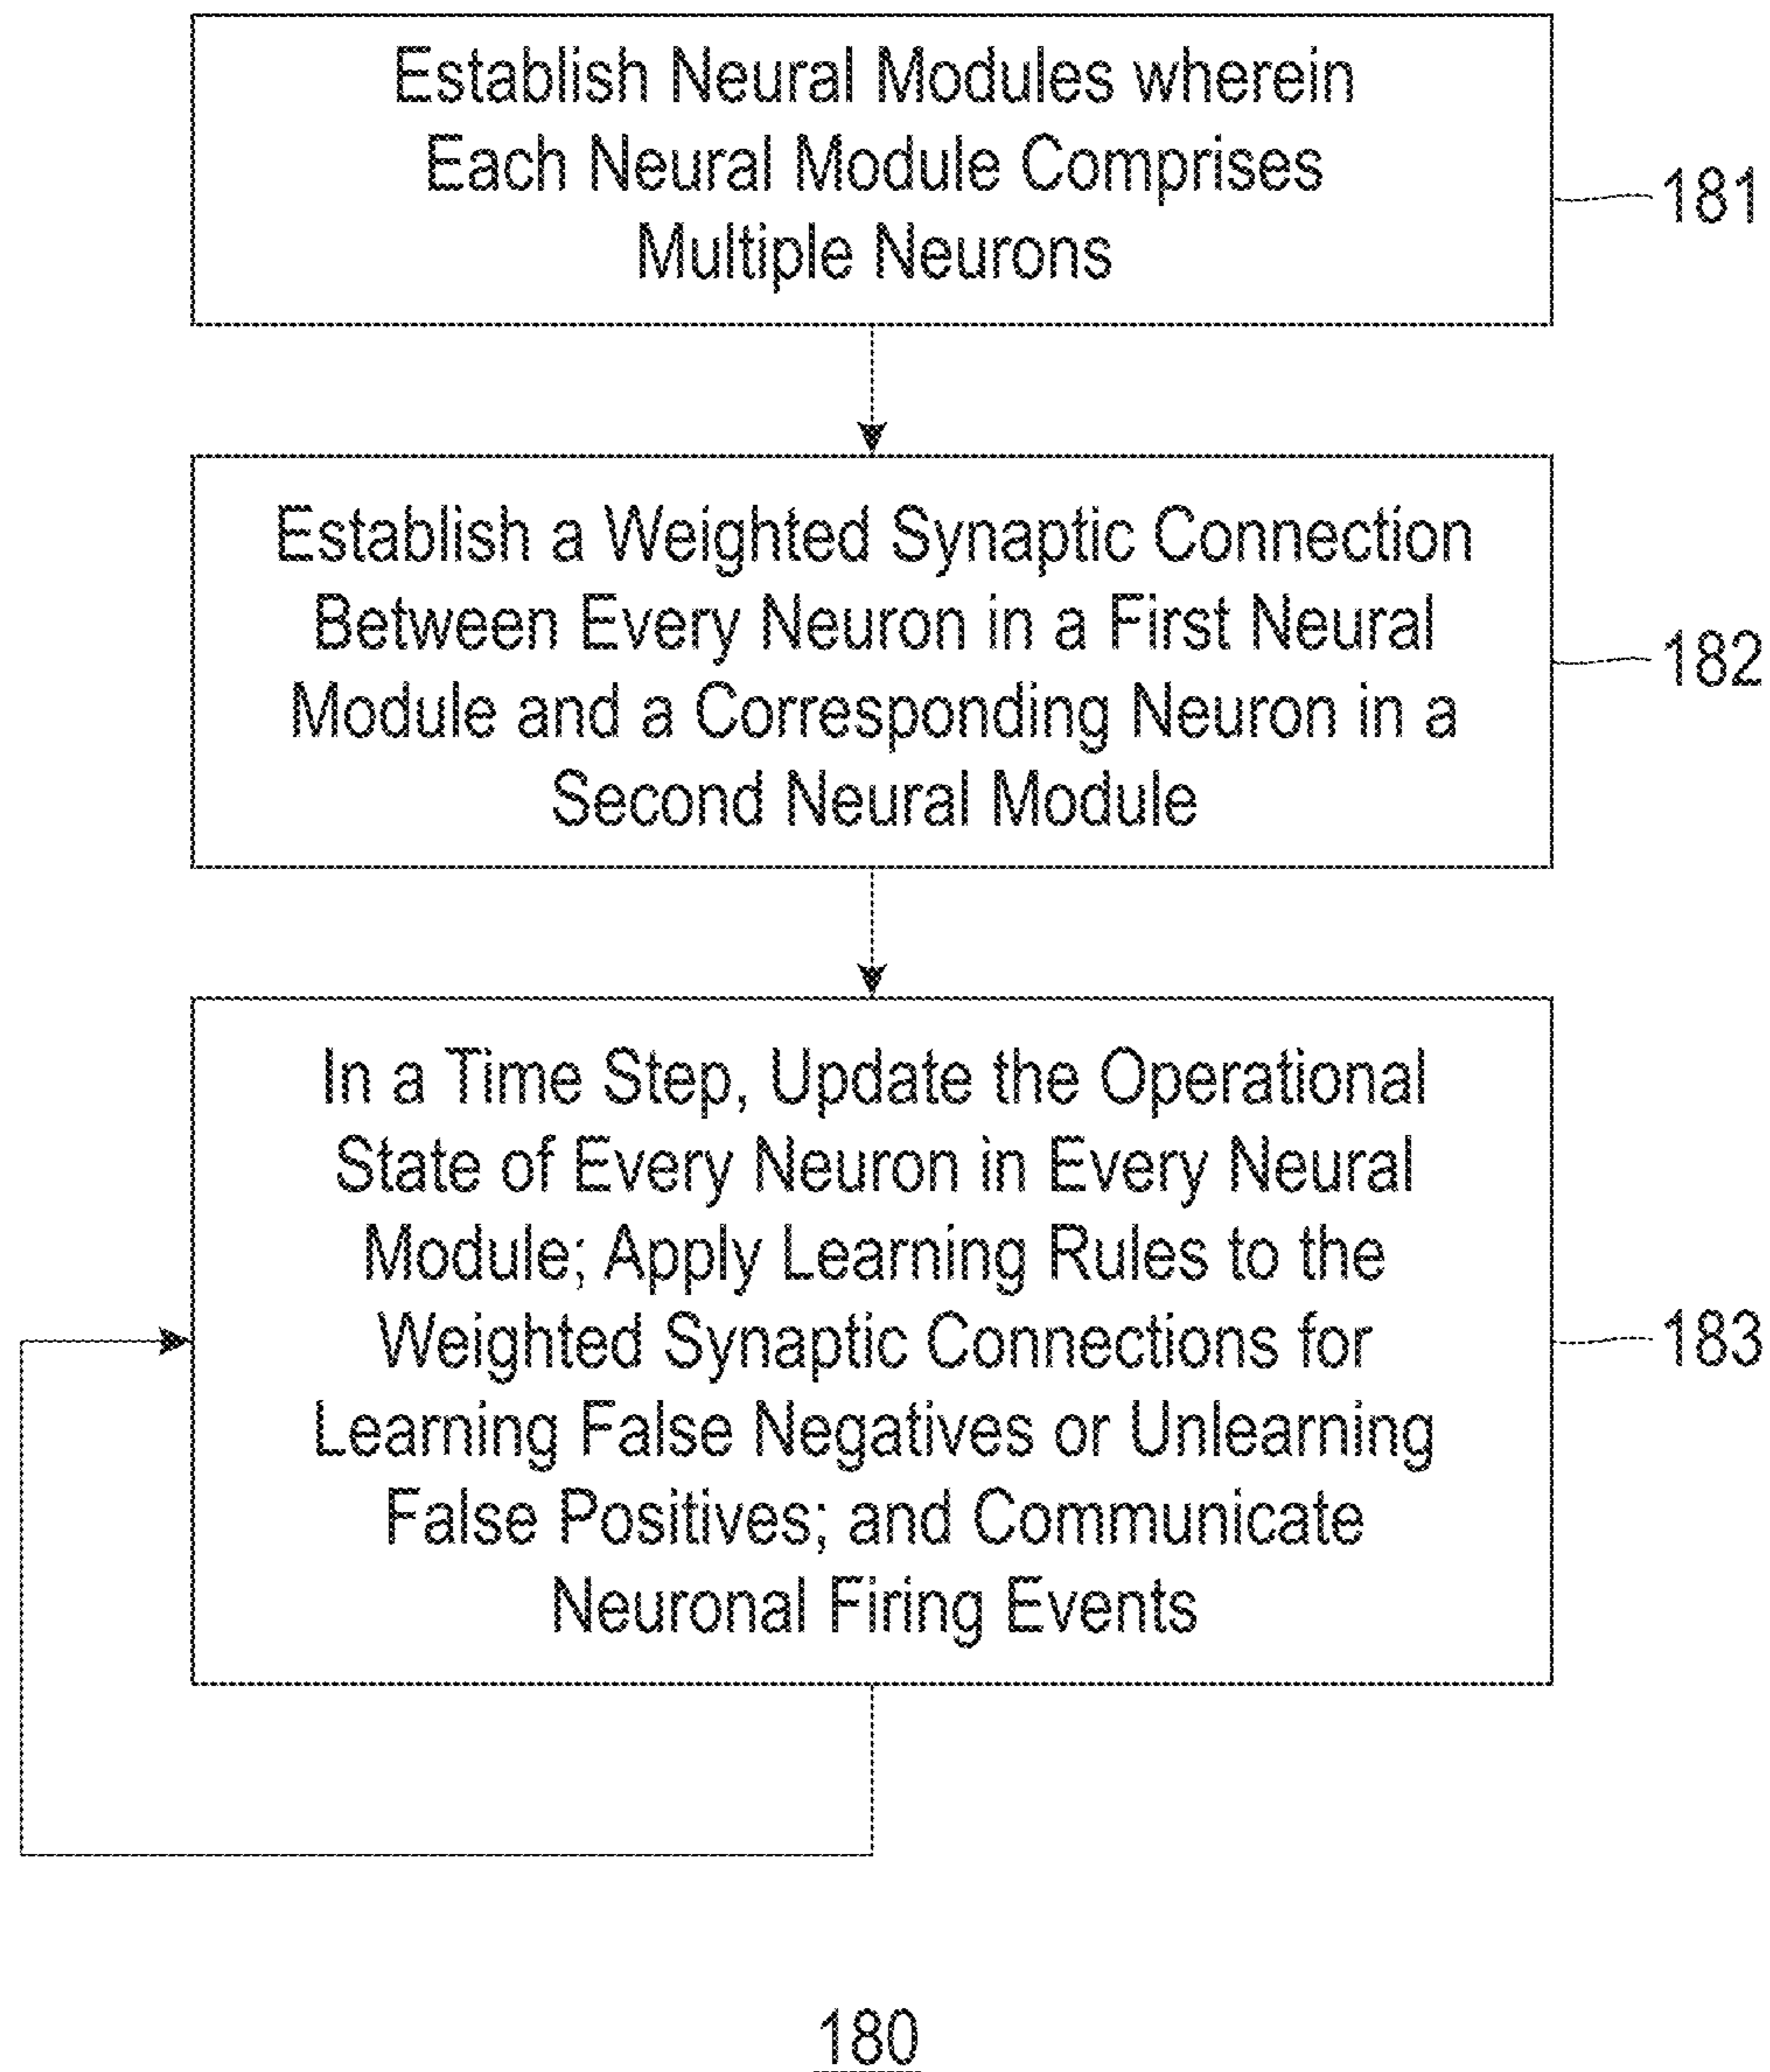 Establish Neural Modules wherein
Each Neural Module Comprises
Multiple Neurons
181
Establish a Weighted Synaptic Connection
Between Every Neuron in a First Neural
Module and a Corresponding Neuron in a
Second Neural Module
182
In a Time Step, Update the Operational
State of Every Neuron in Every Neural
Module; Apply Learning Rules to the
Weighted Synaptic Connections for
Learning False Negatives or Unlearning
False Positives; and Communicate
Neuronal Firing Events
183
180